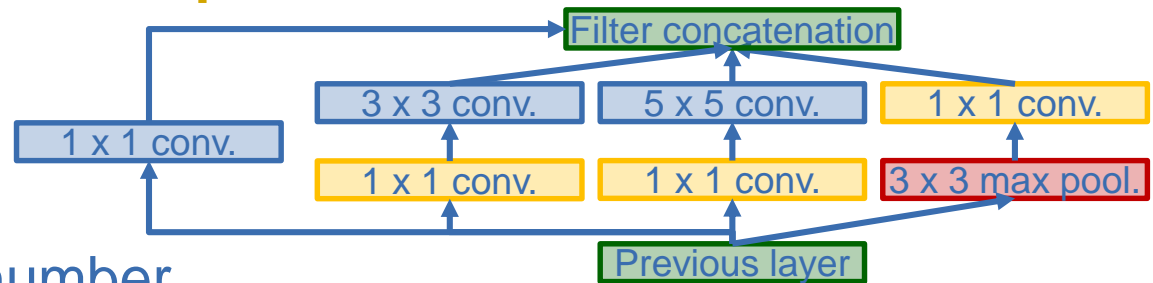 Filter concatenation
3 x 3 conv.
5 x 5 conv.
1 x 1 conv.
1 x 1 conv.
1 x 1 conv.
1 x 1 conv.
3 x 3 max pool.
Previous layer
number